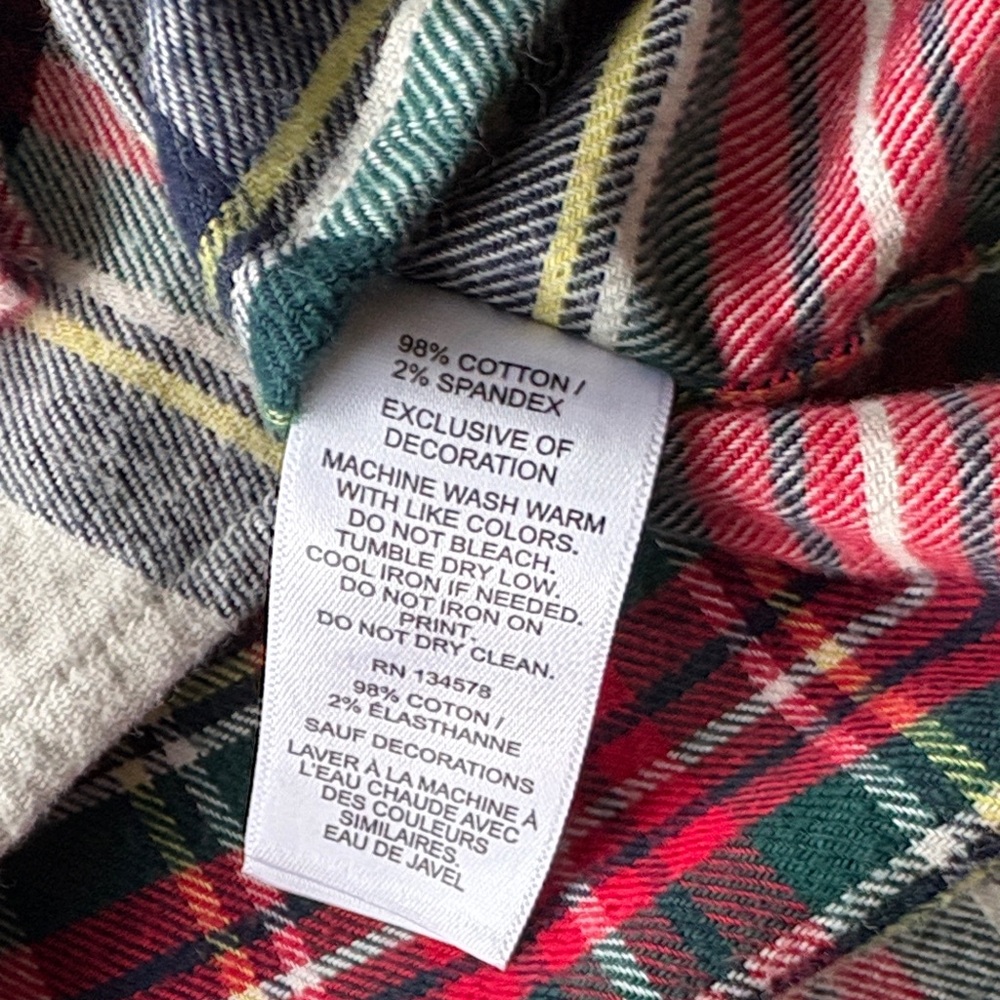 98% COTTON /
2% SPANDEX
EXCLUSIVE OF
DECORATION
MACHINE WASH WARM
WITH LIKE COLORS.
DO NOT BLEACH.
TUMBLE DRY LOW.
COOL IRON IF NEEDED.
DO NOT IRON ON
PRINT.
DO NOT DRY CLEAN.
RN 134578
98% COTON /
2% ÉLASTHANNE
SAUF DECORATIONS
LAVER À LA MACHINE À
L'EAU CHAUDE AVEC
DES COULEURS
SIMILAIRES.
EAU DE JAVEL